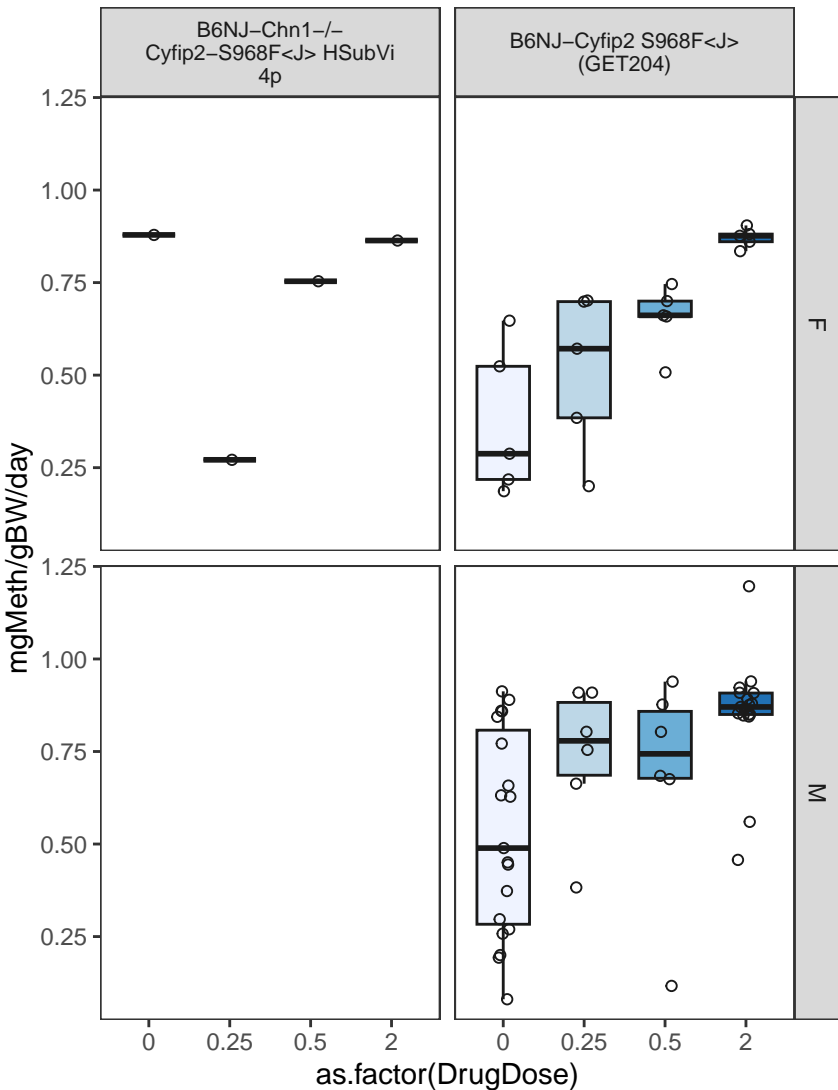 B6NJ−Chn1−/−
Cyfip2−S968F<J> HSubVi
4p
B6NJ−Cyfip2 S968F<J>
(GET204)
1.25
1.00
0.75
0.50
0.25
F
1.25
1.00
0.75
0.50
0.25
M
mgMeth/gBW/day
0 0.25 0.5 2
0 0.25 0.5 2
as.factor(DrugDose)